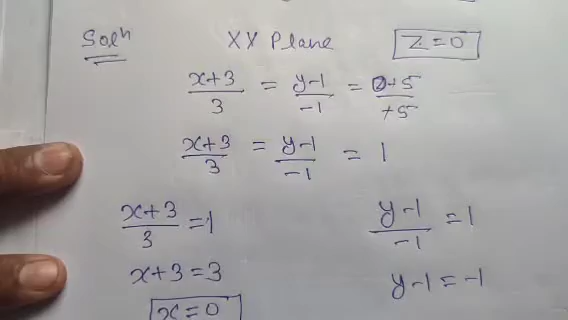 Solⁿ XY Plane Z=0
x+3/3 = y-1/-1 = 0+5/+5
x+3/3 = y-1/-1 = 1
x+3/3 = 1
x+3=3
x=0
y-1/-1 = 1
y-1=-1